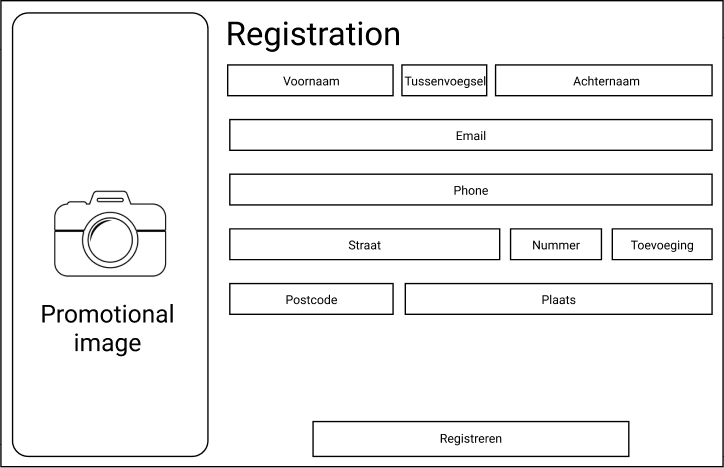 Registration
Voornaam Tussenvoegsel Achternaam
Email
Phone
Straat Nummer Toevoeging
Postcode Plaats
Promotional
image
Registreren